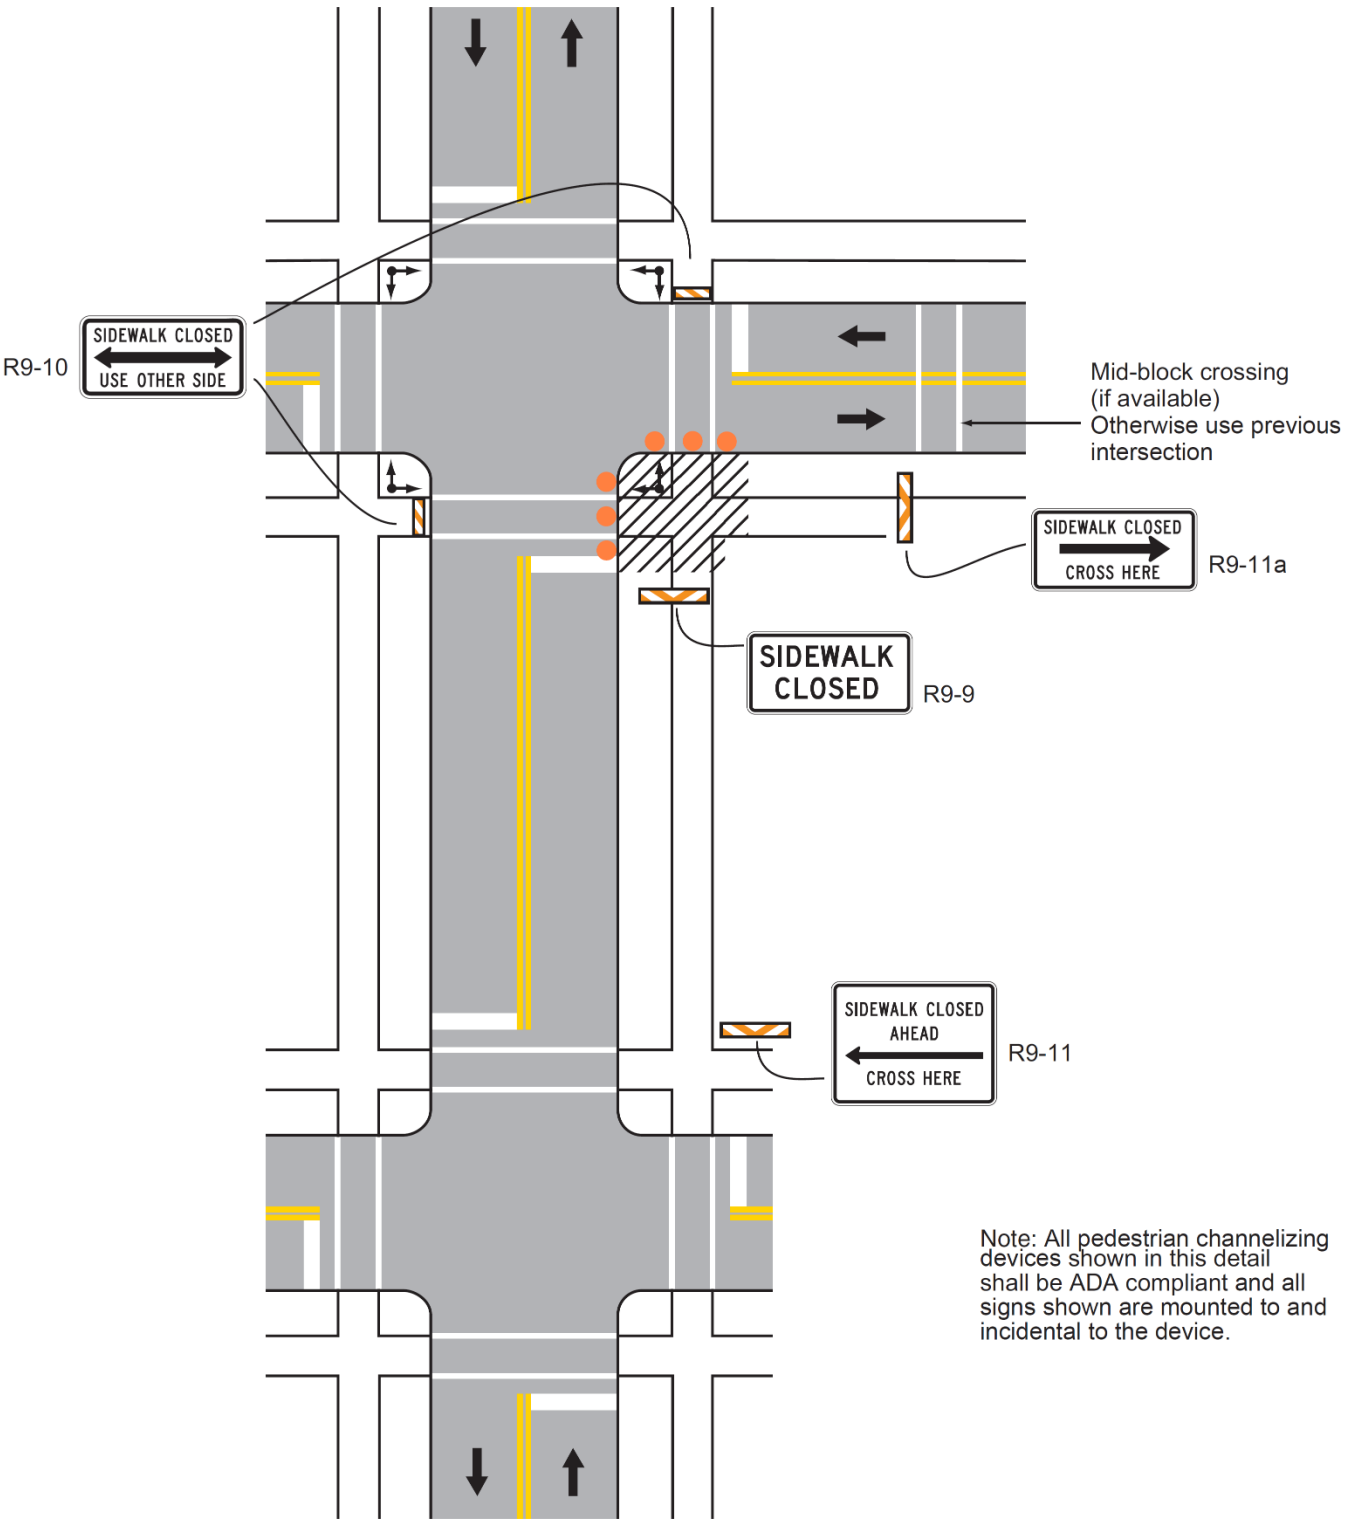 SIDEWALK CLOSED
USE OTHER SIDE
R9-10
Mid-block crossing
(if available)
Otherwise use previous
intersection
SIDEWALK CLOSED
CROSS HERE
R9-11a
SIDEWALK
CLOSED
R9-9
SIDEWALK CLOSED
AHEAD
CROSS HERE
R9-11
Note: All pedestrian channelizing
devices shown in this detail
shall be ADA compliant and all
signs shown are mounted to and
incidental to the device.